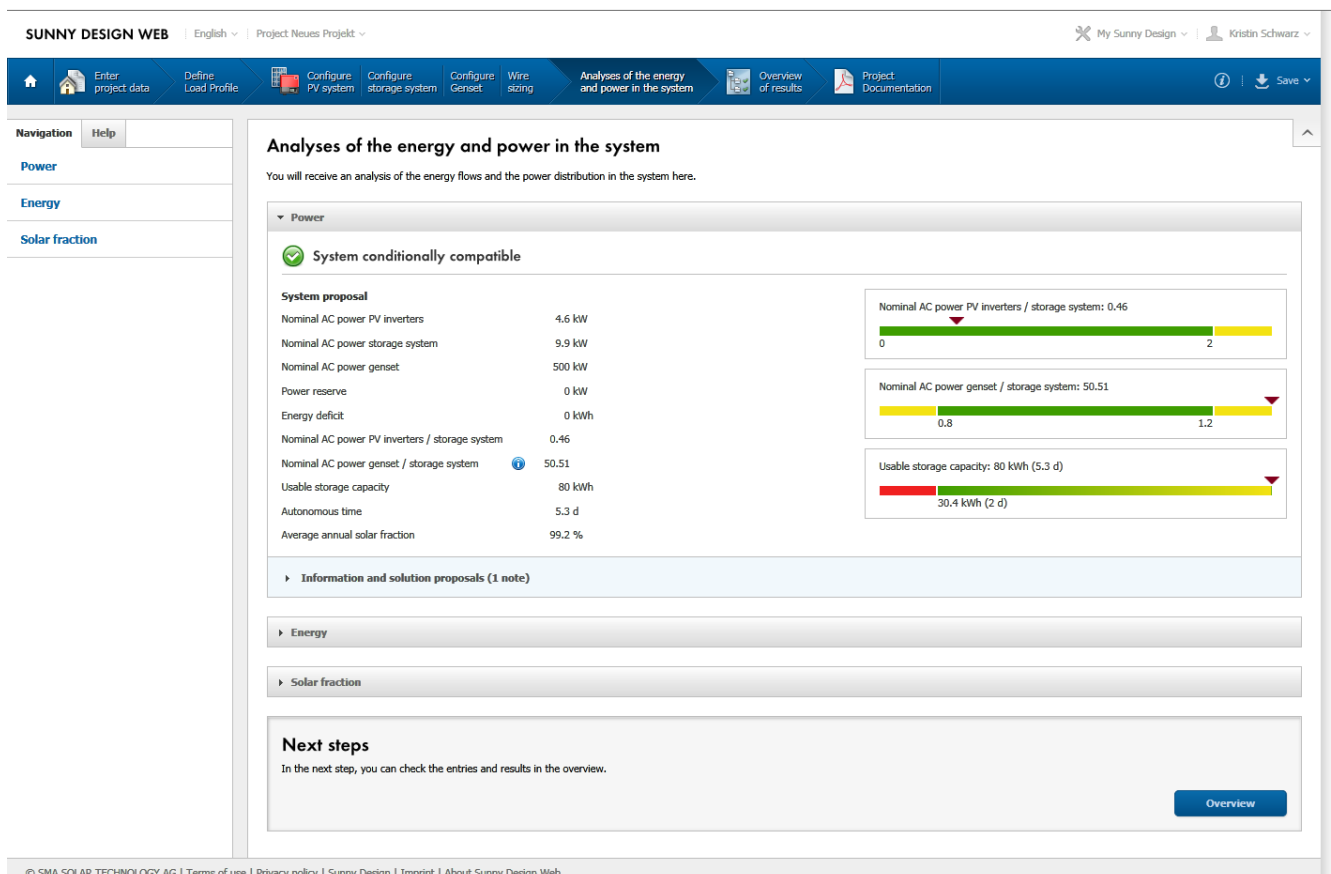 SUNNY DESIGN WEB English Project Neues Projekt My Sunny Design Kristin Schwarz
Enter project data
Define Load Profile
Configure PV system
Configure storage system
Configure Genset
Wire sizing
Analyses of the energy and power in the system
Overview of results
Project Documentation
Save
Navigation Help
Power
Energy
Solar fraction
Analyses of the energy and power in the system
You will receive an analysis of the energy flows and the power distribution in the system here.
Power
System conditionally compatible
System proposal
Nominal AC power PV inverters 4.6 kW
Nominal AC power storage system 9.9 kW
Nominal AC power genset 500 kW
Power reserve 0 kW
Energy deficit 0 kWh
Nominal AC power PV inverters / storage system 0.46
Nominal AC power genset / storage system 50.51
Usable storage capacity 80 kWh
Autonomous time 5.3 d
Average annual solar fraction 99.2 %
Nominal AC power PV inverters / storage system: 0.46
0 2
Nominal AC power genset / storage system: 50.51
0.8 1.2
Usable storage capacity: 80 kWh (5.3 d)
30.4 kWh (2 d)
Information and solution proposals (1 note)
Energy
Solar fraction
Next steps
In the next step, you can check the entries and results in the overview.
Overview
© SMA SOLAR TECHNOLOGY AG | Terms of use | Privacy policy | Sunny Design | Imprint | About Sunny Design Web